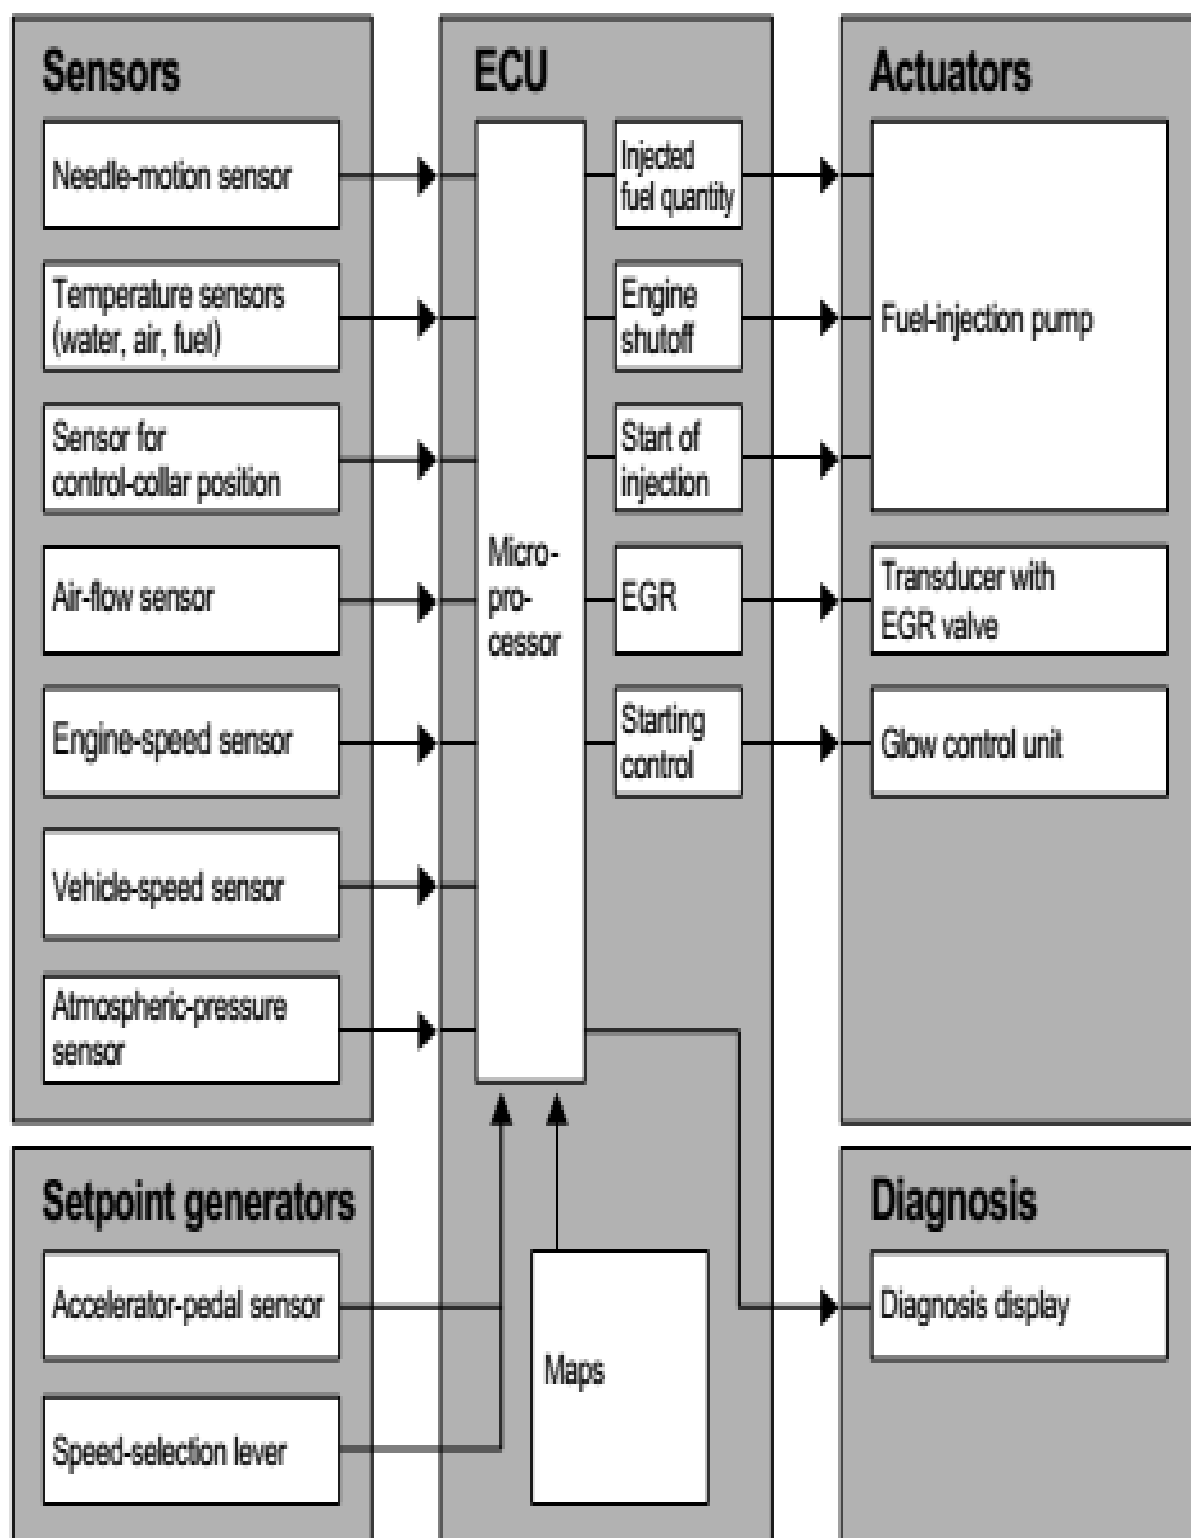 Sensors
Needle-motion sensor
Temperature sensors
(water, air, fuel)
Sensor for
control-collar position
Air-flow sensor
Engine-speed sensor
Vehicle-speed sensor
Atmospheric-pressure
sensor
Setpoint generators
Accelerator-pedal sensor
Speed-selection lever
ECU
Micro-
pro-
cessor
Injected
fuel quantity
Engine
shutoff
Start of
injection
EGR
Starting
control
Maps
Actuators
Fuel-injection pump
Transducer with
EGR valve
Glow control unit
Diagnosis
Diagnosis display